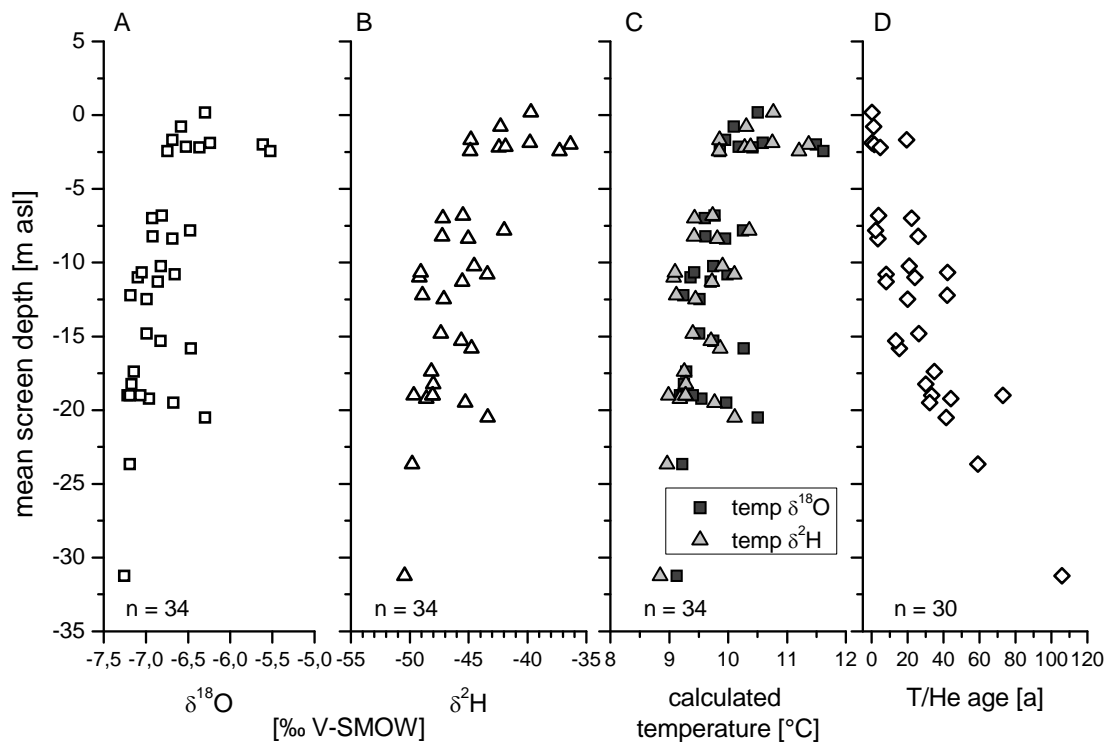 A B C D
mean screen depth [m asl]
5
0
-5
-10
-15
-20
-25
-30
-35
temp δ18O
temp δ2H
n = 34 n = 34 n = 34 n = 30
-7,5 -7,0 -6,5 -6,0 -5,5 -5,0
-55 -50 -45 -40 -35
8 9 10 11 12
0 20 40 60 80 100 120
δ18O δ2H
[‰ V-SMOW]
calculated
temperature [°C]
T/He age [a]